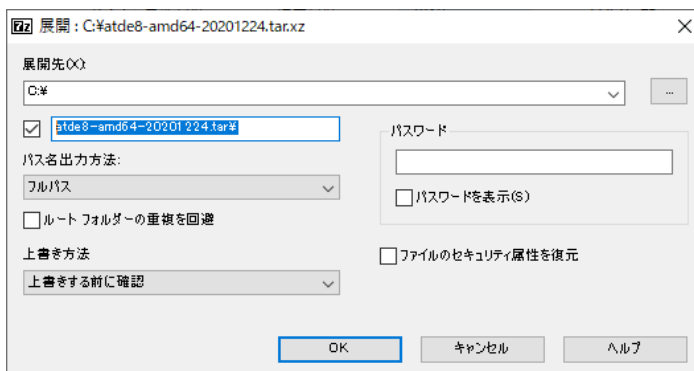 7z 展開 : C:¥atde8-amd64-20201224.tar.xz
展開先(X):
C:¥
...
atde8-amd64-20201224.tar¥
パスワード
パス名出力方法:
フルパス
パスワードを表示(S)
ルート フォルダーの重複を回避
上書き方法
ファイルのセキュリティ属性を復元
上書きする前に確認
OK
キャンセル
ヘルプ